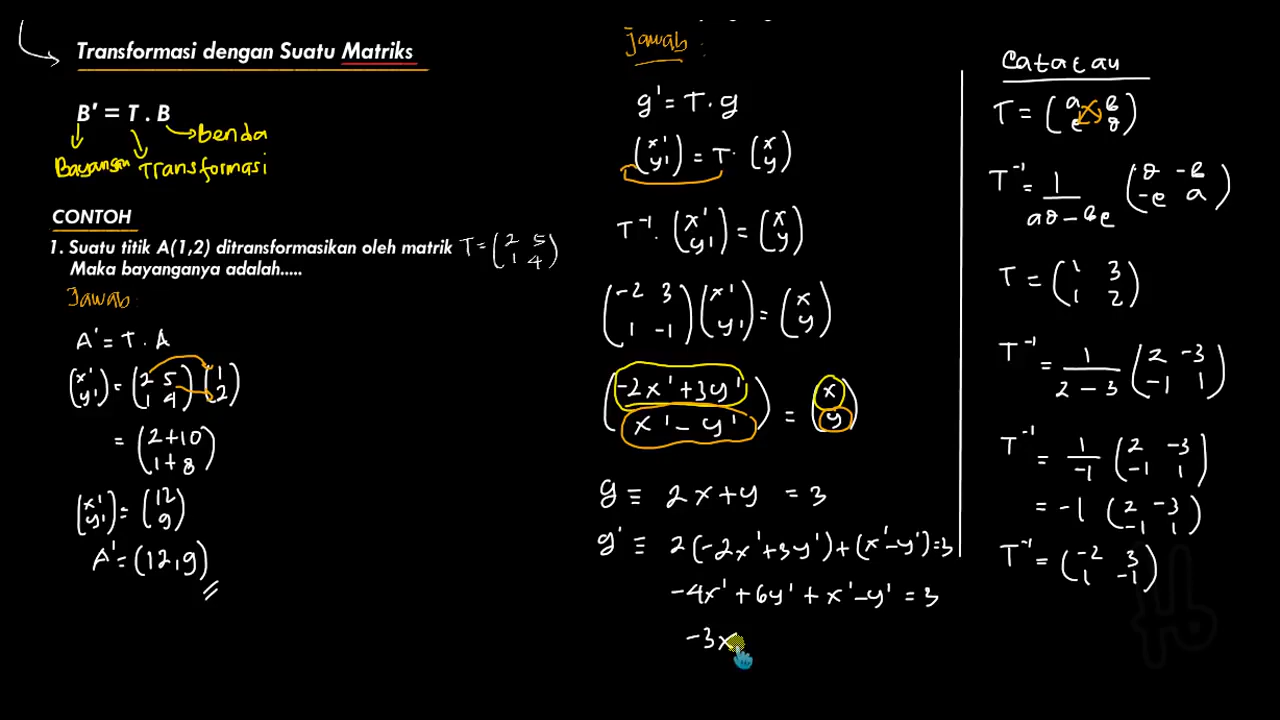 Transformasi dengan Suatu Matriks
B' = T . B
Benda
Bayangan Transformasi
CONTOH
1. Suatu titik A(1,2) ditransformasikan oleh matrik T = (2 5
1 4)
Maka bayanganya adalah.....
Jawab:
A' = T . A
(x'
y') = (2 5
1 4) (1
2)
= (2+10
1+8)
(x'
y') = (12
9)
A' = (12,9)
Jawab:
g' = T . g
(x'
y') = T . (x
y)
T⁻¹ . (x'
y') = (x
y)
(-2 3
1 -1) (x'
y') = (x
y)
(-2x'+3y'
x'-y') = (x
y)
g ≡ 2x+y = 3
g' ≡ 2(-2x'+3y')+(x'-y')=3
-4x'+6y'+x'-y' = 3
-3x
Catatan
T = (a b
c d)
T⁻¹ = 1/(ad-bc) (d -b
-c a)
T = (1 3
1 2)
T⁻¹ = 1/(2-3) (2 -3
-1 1)
T⁻¹ = 1/-1 (2 -3
-1 1)
= -1 (2 -3
-1 1)
T⁻¹ = (-2 3
1 -1)